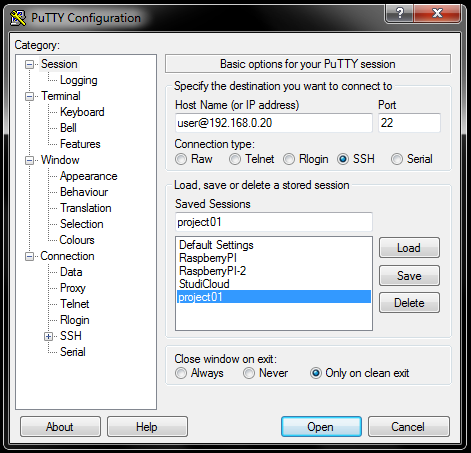 PuTTY Configuration
Category:
Session
Logging
Terminal
Keyboard
Bell
Features
Window
Appearance
Behaviour
Translation
Selection
Colours
Connection
Data
Proxy
Telnet
Rlogin
SSH
Serial
Basic options for your PuTTY session
Specify the destination you want to connect to
Host Name (or IP address) Port
user@192.168.0.20 22
Connection type:
Raw Telnet Rlogin SSH Serial
Load, save or delete a stored session
Saved Sessions
project01
Default Settings
RaspberryPI
RaspberryPI-2
StudiCloud
project01
Load
Save
Delete
Close window on exit:
Always Never Only on clean exit
About Help Open Cancel